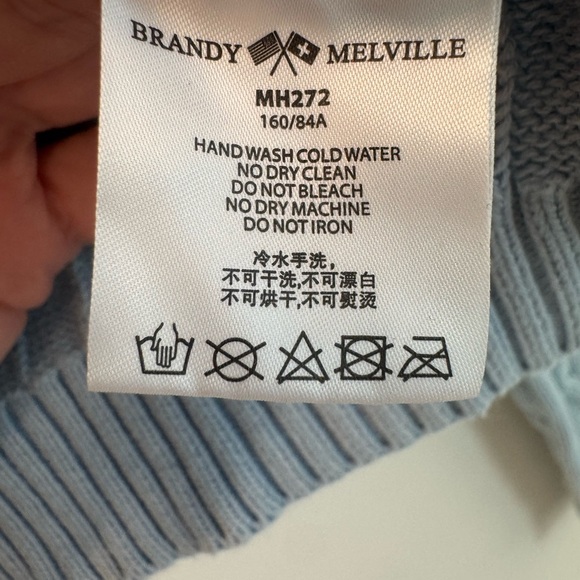 BRANDY MELVILLE
MH272
160/84A
HAND WASH COLD WATER
NO DRY CLEAN
DO NOT BLEACH
NO DRY MACHINE
DO NOT IRON
冷水手洗,
不可干洗,不可漂白
不可烘干,不可熨烫